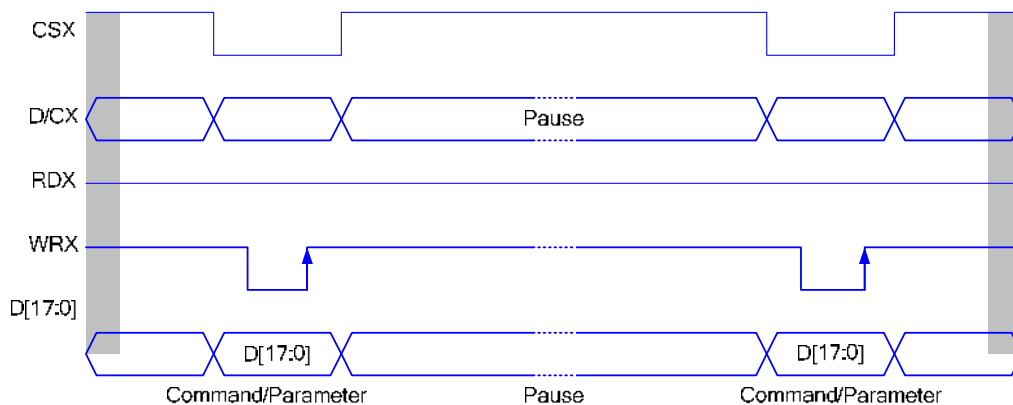 CSX
D/CX
Pause
RDX
WRX
D[17:0]
D[17:0] D[17:0]
Command/Parameter Pause Command/Parameter